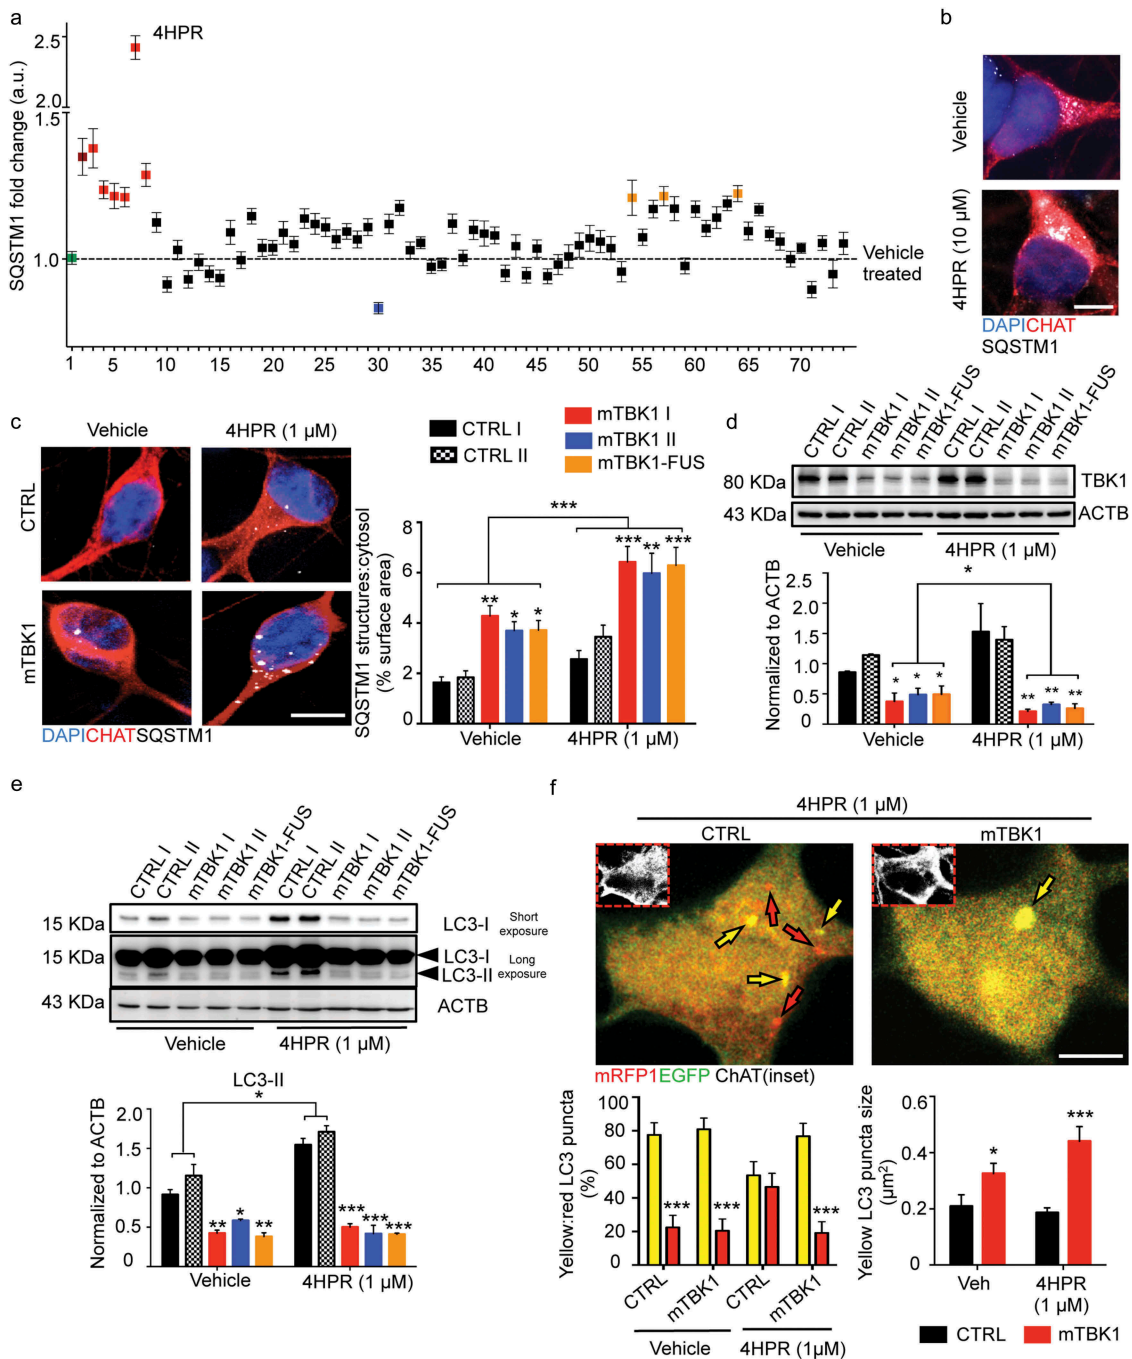 a
4HPR
SQSTM1 fold change (a.u.)
2.5
2.0
1.5
1.0
Vehicle
treated
1 5 10 15 20 25 30 35 40 45 50 55 60 65 70
b
Vehicle
4HPR (10 µM)
DAPICHAT
SQSTM1
c
Vehicle
4HPR (1 µM)
CTRL
mTBK1
DAPICHATSQSTM1
CTRL I
CTRL II
mTBK1 I
mTBK1 II
mTBK1-FUS
SQSTM1 structures:cytosol
(% surface area)
8
6
4
2
0
***
** * *
*** ** ***
Vehicle
4HPR (1 µM)
d
CTRL I
CTRL II
mTBK1 I
mTBK1 II
mTBK1-FUS
CTRL I
CTRL II
mTBK1 I
mTBK1 II
mTBK1-FUS
80 KDa
TBK1
43 KDa
ACTB
Vehicle
4HPR (1 µM)
Normalized to ACTB
2.5
2.0
1.5
1.0
0.5
0
*
* * *
** ** **
Vehicle
4HPR (1 µM)
e
CTRL I
CTRL II
mTBK1 I
mTBK1 II
mTBK1-FUS
CTRL I
CTRL II
mTBK1 I
mTBK1 II
mTBK1-FUS
15 KDa
LC3-I
Short
exposure
15 KDa
LC3-I
LC3-II
Long
exposure
43 KDa
ACTB
Vehicle
4HPR (1 µM)
LC3-II
Normalized to ACTB
2.0
1.5
1.0
0.5
0
*
** * **
*** *** ***
Vehicle
4HPR (1 µM)
f
4HPR (1 µM)
CTRL
mTBK1
mRFP1EGFP ChAT(inset)
Yellow:red LC3 puncta
(%)
100
80
60
40
20
0
*** *** ***
CTRL
mTBK1
CTRL
mTBK1
Vehicle
4HPR (1µM)
Yellow LC3 puncta size
(µm²)
0.6
0.4
0.2
0
*
***
Veh
4HPR
(1 µM)
CTRL
mTBK1